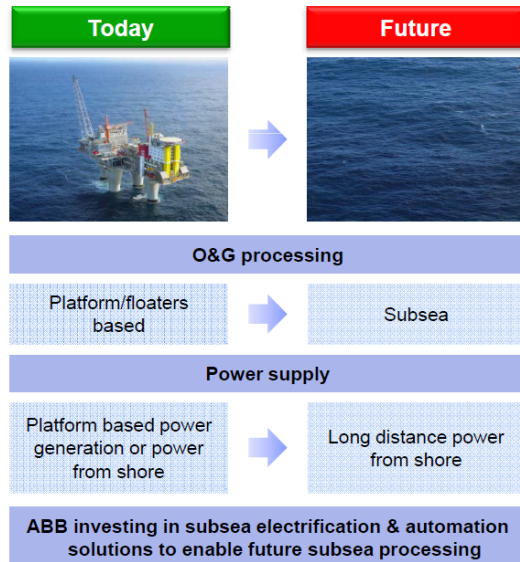 Today
Future
O&G processing
Platform/floaters
based
Subsea
Power supply
Platform based power
generation or power
from shore
Long distance power
from shore
ABB investing in subsea electrification & automation
solutions to enable future subsea processing